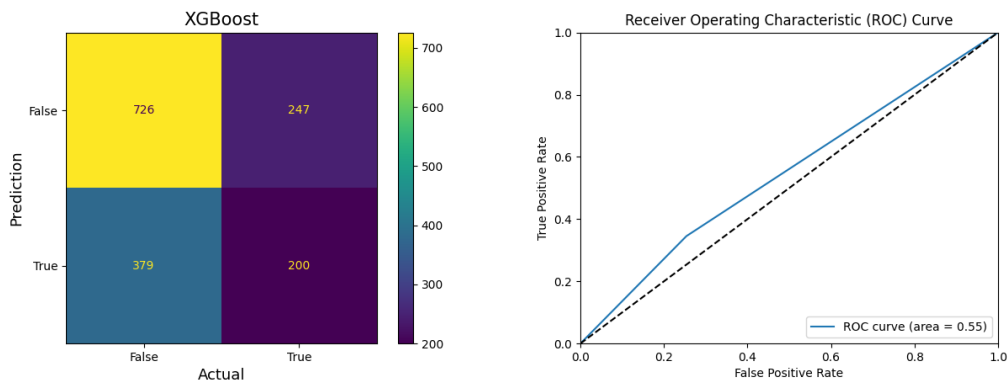 XGBoost
Prediction
False
True
726
247
379
200
False
True
Actual
700
600
500
400
300
200
Receiver Operating Characteristic (ROC) Curve
True Positive Rate
1.0
0.8
0.6
0.4
0.2
0.0
0.0
0.2
0.4
0.6
0.8
1.0
False Positive Rate
ROC curve (area = 0.55)